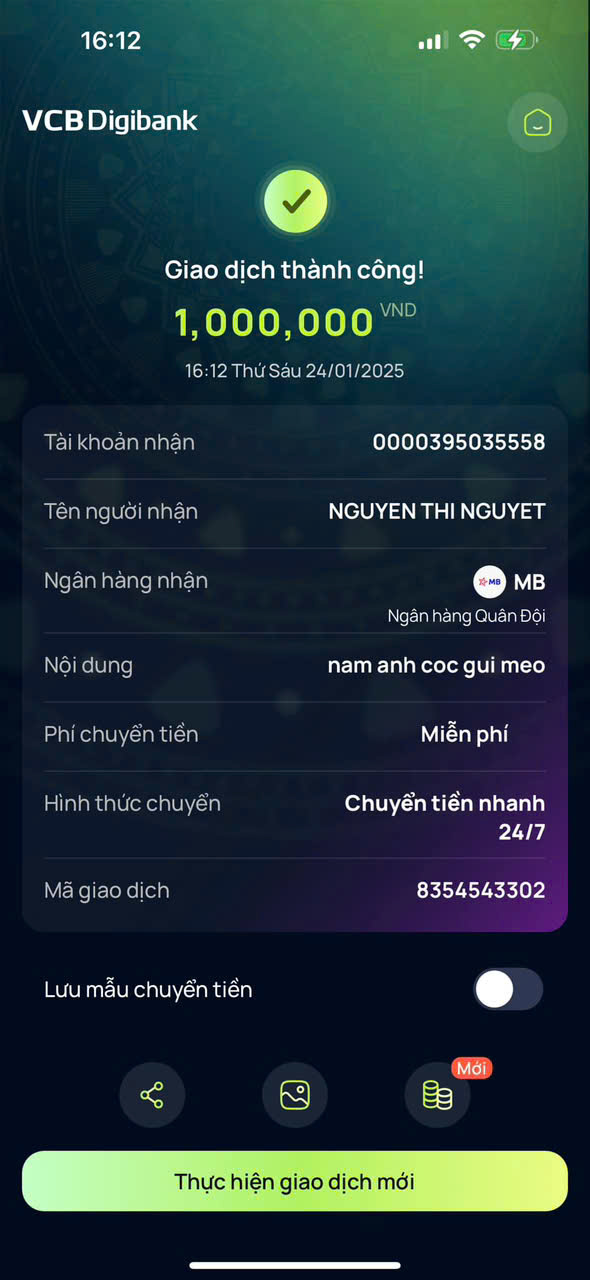 16:12
VCB Digibank
Giao dịch thành công!
1,000,000 VND
16:12 Thứ Sáu 24/01/2025
Tài khoản nhận 0000395035558
Tên người nhận NGUYEN THI NGUYET
Ngân hàng nhận MB MB
Ngân hàng Quân Đội
Nội dung nam anh coc gui meo
Phí chuyển tiền Miễn phí
Hình thức chuyển Chuyển tiền nhanh
24/7
Mã giao dịch 8354543302
Lưu mẫu chuyển tiền
Mới
Thực hiện giao dịch mới